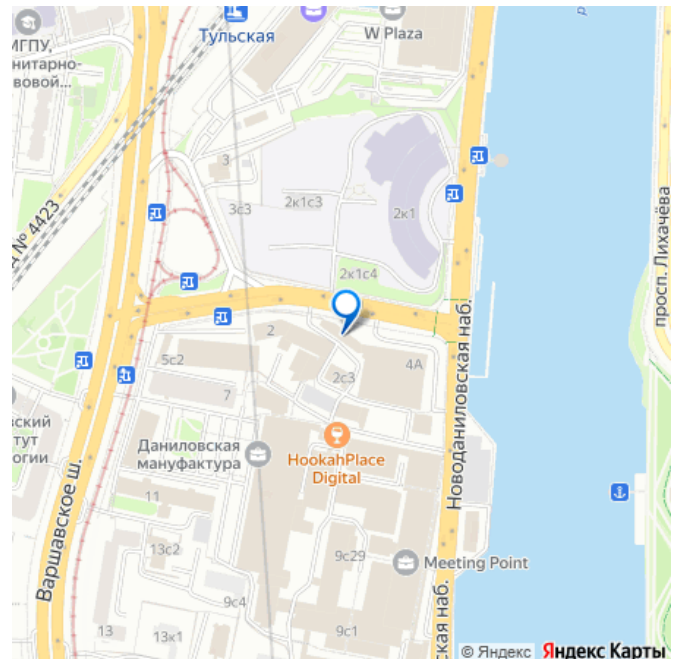 Тульская
W Plaza
МГПУ,
нитарно-
вовой...
3
3с3
2к1с3
2к1
д № 4423
2к1с4
просп. Лихачёва
2
5с2
2с3
4А
7
Новоданиловская наб.
вский
тут
огии
Даниловская
мануфактура
HookahPlace
Digital
Варшавское ш.
11
13с2
9с29
Meeting Point
9с4
13
13к1
9с1
ская наб.
© Яндекс Яндекс Карты